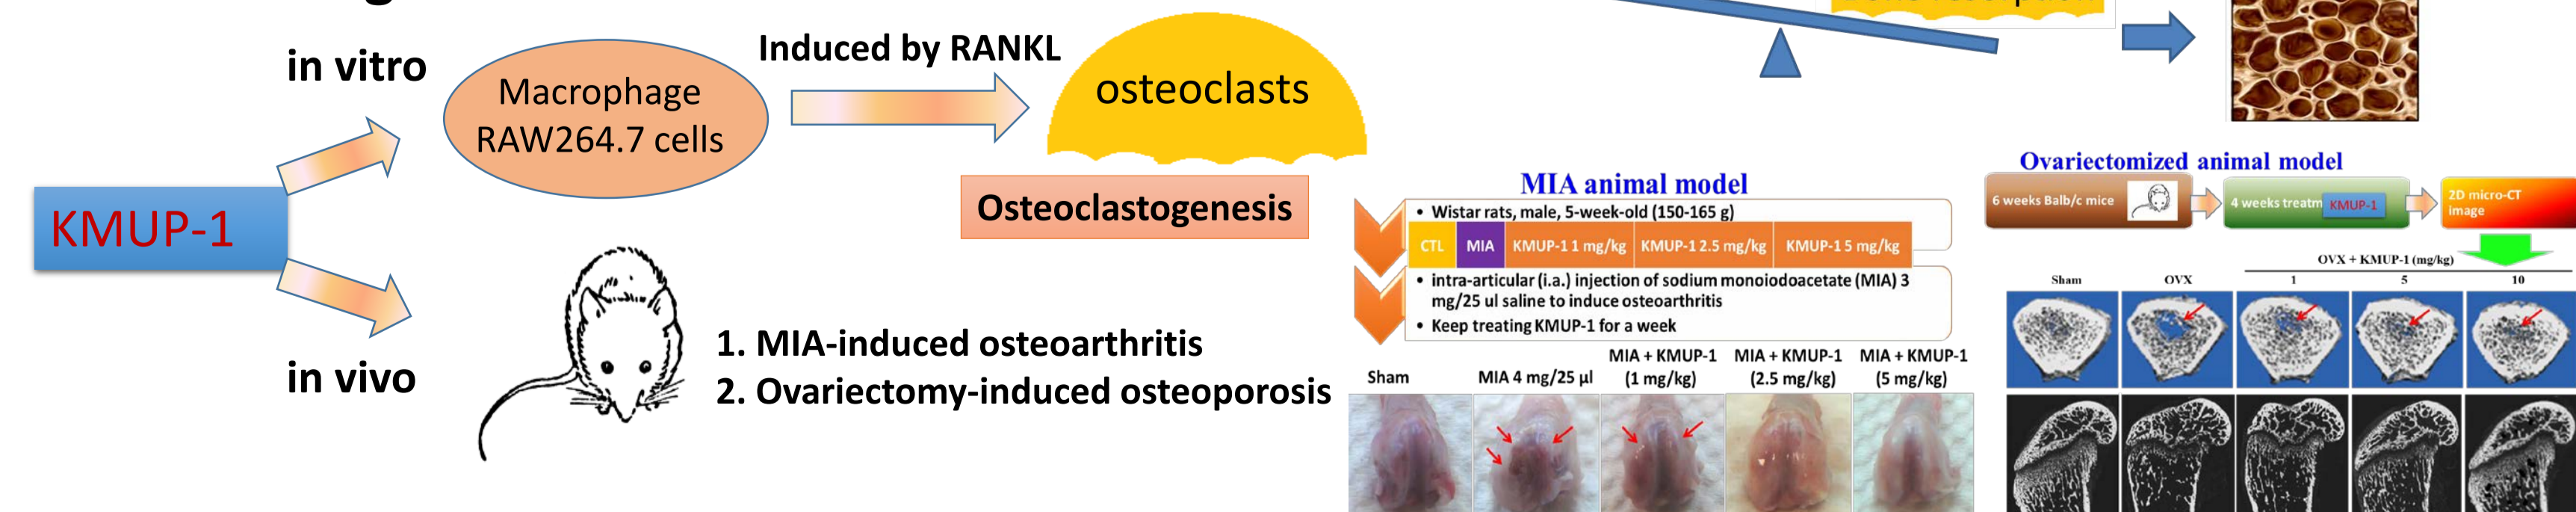 in vitro
Macrophage
RAW264.7 cells
Induced by RANKL
osteoclasts
Osteoclastogenesis
KMUP-1
in vivo
1. MIA-induced osteoarthritis
2. Ovariectomy-induced osteoporosis
MIA animal model
• Wistar rats, male, 5-week-old (150-165 g)
CTL MIA KMUP-1 1 mg/kg KMUP-1 2.5 mg/kg KMUP-1 5 mg/kg
• intra-articular (i.a.) injection of sodium monoiodoacetate (MIA) 3
mg/25 ul saline to induce osteoarthritis
• Keep treating KMUP-1 for a week
Sham
MIA 4 mg/25 µl
MIA + KMUP-1
(1 mg/kg)
MIA + KMUP-1
(2.5 mg/kg)
MIA + KMUP-1
(5 mg/kg)
Ovariectomized animal model
6 weeks Balb/c mice
4 weeks treatm KMUP-1
2D micro-CT
image
OVX + KMUP-1 (mg/kg)
Sham OVX 1 5 10